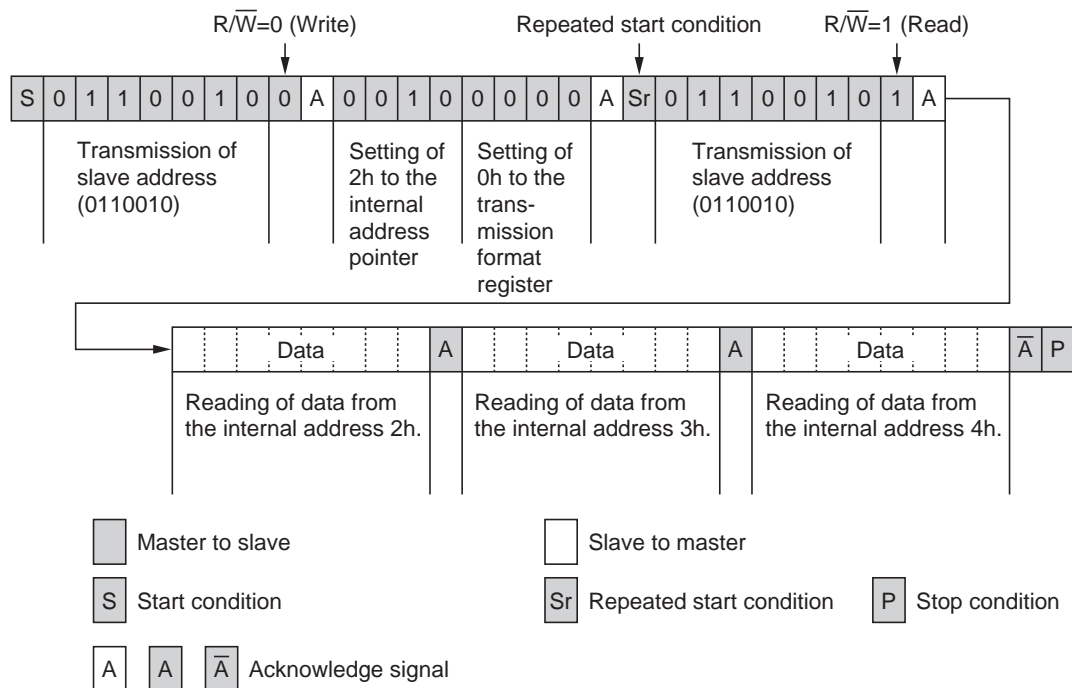 R/W̅=0 (Write) Repeated start condition R/W̅=1 (Read)
S 0 1 1 0 0 1 0 0 A 0 0 1 0 0 0 0 0 A Sr 0 1 1 0 0 1 0 1 A
Transmission of
slave address
(0110010)
Setting of
2h to the
internal
address
pointer
Setting of
0h to the
trans-
mission
format
register
Transmission of
slave address
(0110010)
Data A Data A Data A̅ P
Reading of data from
the internal address 2h.
Reading of data from
the internal address 3h.
Reading of data from
the internal address 4h.
Master to slave
Slave to master
S Start condition
Sr Repeated start condition
P Stop condition
A A A̅ Acknowledge signal